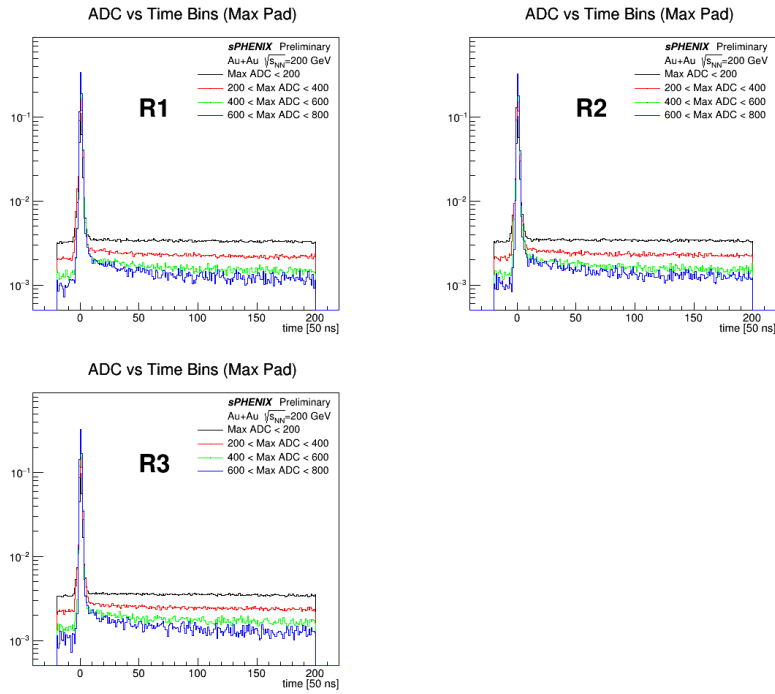 ADC vs Time Bins (Max Pad)
sPHENIX Preliminary
Au+Au √s_NN=200 GeV
Max ADC < 200
200 < Max ADC < 400
400 < Max ADC < 600
600 < Max ADC < 800
R1
10⁻¹
10⁻²
10⁻³
0 50 100 150 200
time [50 ns]
ADC vs Time Bins (Max Pad)
sPHENIX Preliminary
Au+Au √s_NN=200 GeV
Max ADC < 200
200 < Max ADC < 400
400 < Max ADC < 600
600 < Max ADC < 800
R2
10⁻¹
10⁻²
10⁻³
0 50 100 150 200
time [50 ns]
ADC vs Time Bins (Max Pad)
sPHENIX Preliminary
Au+Au √s_NN=200 GeV
Max ADC < 200
200 < Max ADC < 400
400 < Max ADC < 600
600 < Max ADC < 800
R3
10⁻¹
10⁻²
10⁻³
0 50 100 150 200
time [50 ns]